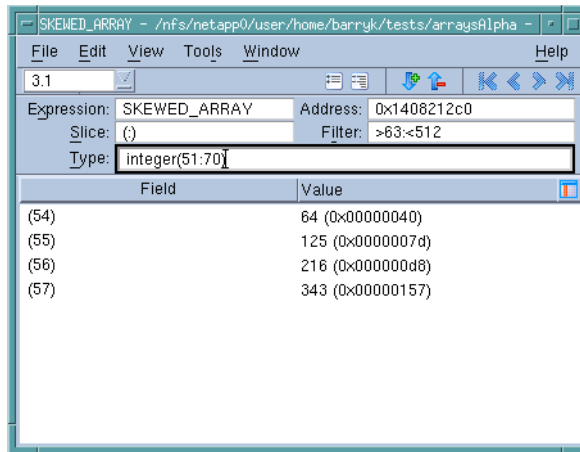 SKEWED_ARRAY - /nfs/netapp0/user/home/barryk/tests/arraysAlpha -
File Edit View Tools Window Help
3.1
Expression: SKEWED_ARRAY Address: 0x1408212c0
Slice: (:) Filter: >63:<512
Type: integer(51:70)
Field Value
(54) 64 (0x00000040)
(55) 125 (0x0000007d)
(56) 216 (0x000000d8)
(57) 343 (0x00000157)